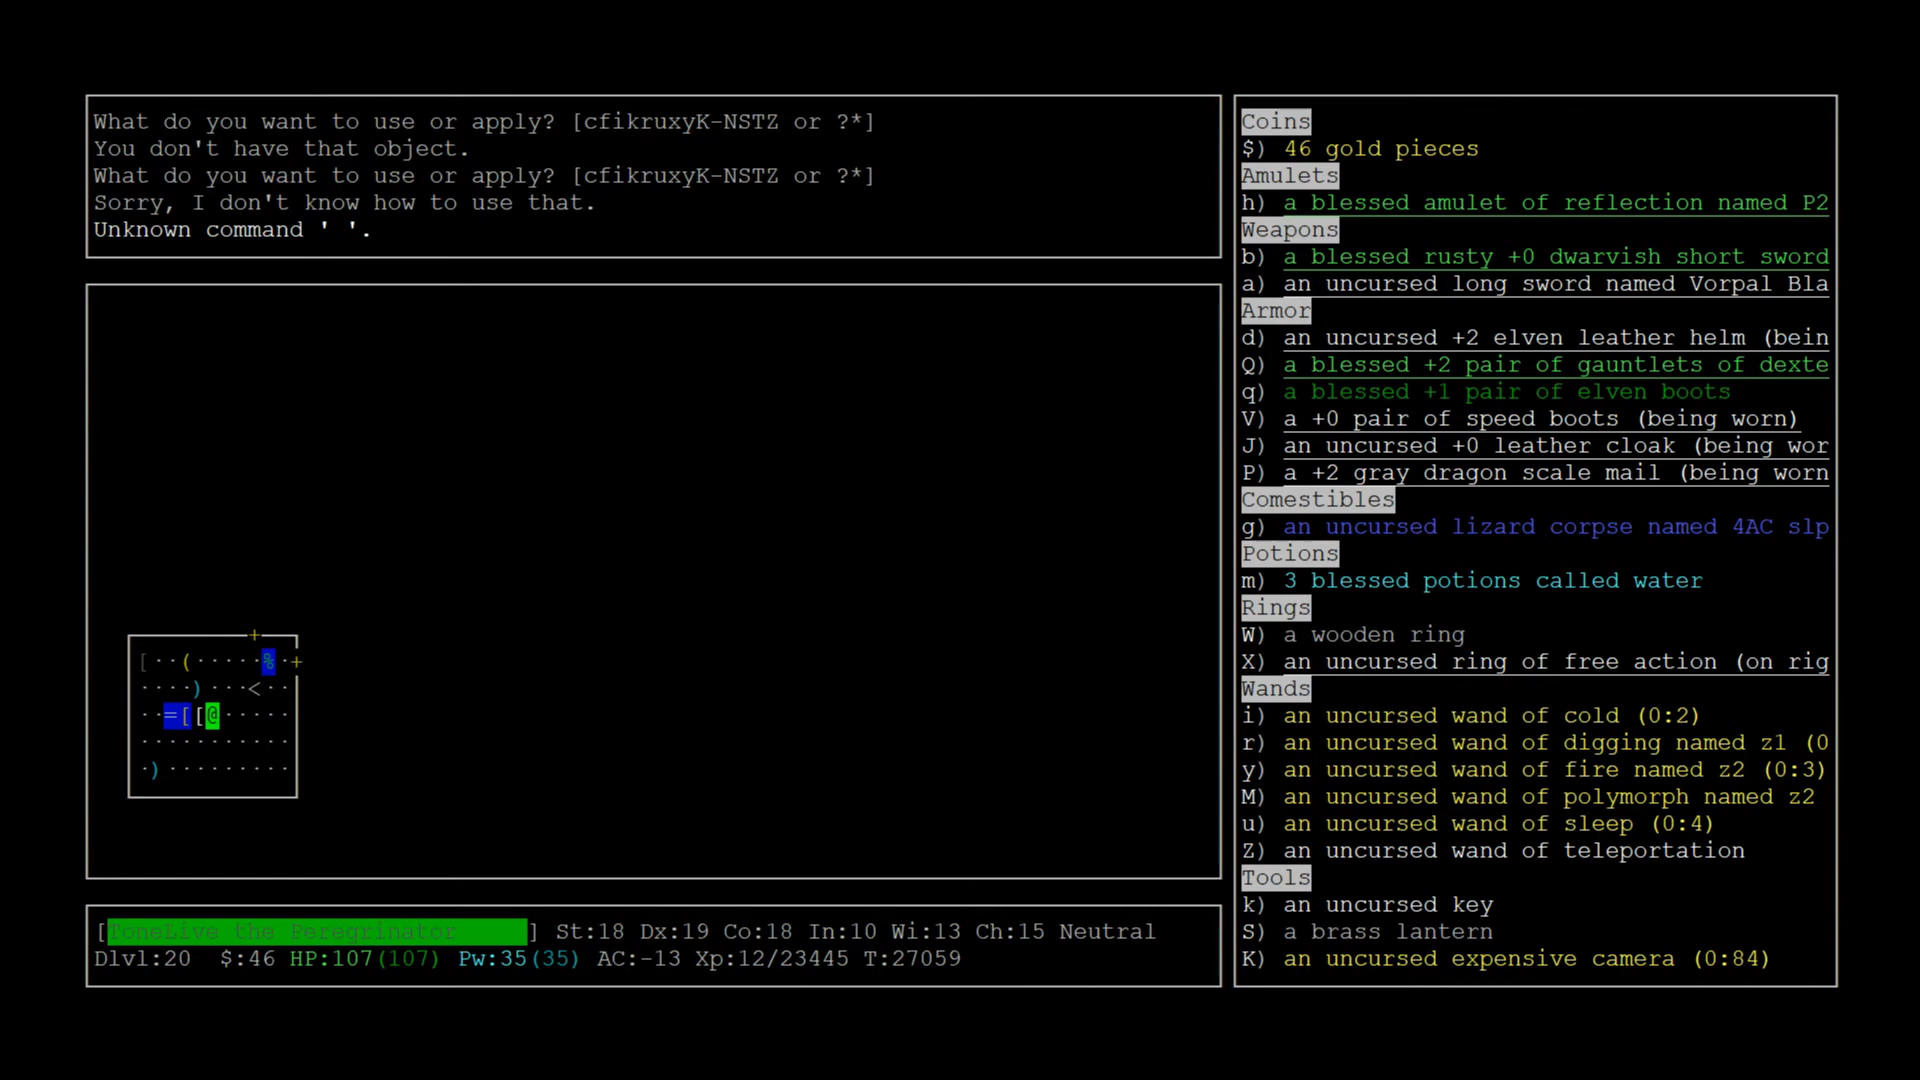 What do you want to use or apply? [cfikruxyK-NSTZ or ?*]
You don't have that object.
What do you want to use or apply? [cfikruxyK-NSTZ or ?*]
Sorry, I don't know how to use that.
Unknown command ' '.
+
[··(·····%·+
····)···<··
··=[[@·····
···········
·)·········
[ToneLive the Peregrinator ] St:18 Dx:19 Co:18 In:10 Wi:13 Ch:15 Neutral
Dlvl:20 $:46 HP:107(107) Pw:35(35) AC:-13 Xp:12/23445 T:27059
Coins
$) 46 gold pieces
Amulets
h) a blessed amulet of reflection named P2
Weapons
b) a blessed rusty +0 dwarvish short sword
a) an uncursed long sword named Vorpal Bla
Armor
d) an uncursed +2 elven leather helm (bein
Q) a blessed +2 pair of gauntlets of dexte
q) a blessed +1 pair of elven boots
V) a +0 pair of speed boots (being worn)
J) an uncursed +0 leather cloak (being wor
P) a +2 gray dragon scale mail (being worn
Comestibles
g) an uncursed lizard corpse named 4AC slp
Potions
m) 3 blessed potions called water
Rings
W) a wooden ring
X) an uncursed ring of free action (on rig
Wands
i) an uncursed wand of cold (0:2)
r) an uncursed wand of digging named z1 (0
y) an uncursed wand of fire named z2 (0:3)
M) an uncursed wand of polymorph named z2
u) an uncursed wand of sleep (0:4)
Z) an uncursed wand of teleportation
Tools
k) an uncursed key
S) a brass lantern
K) an uncursed expensive camera (0:84)